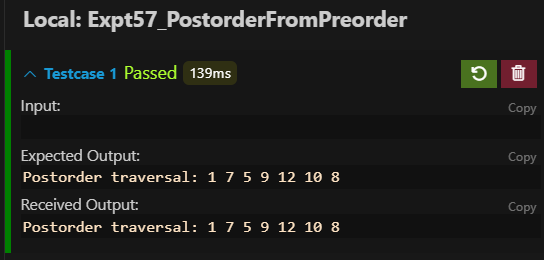 Local: Expt57_PostorderFromPreorder
Testcase 1 Passed 139ms
Input:
Copy
Expected Output:
Copy
Postorder traversal: 1 7 5 9 12 10 8
Received Output:
Copy
Postorder traversal: 1 7 5 9 12 10 8